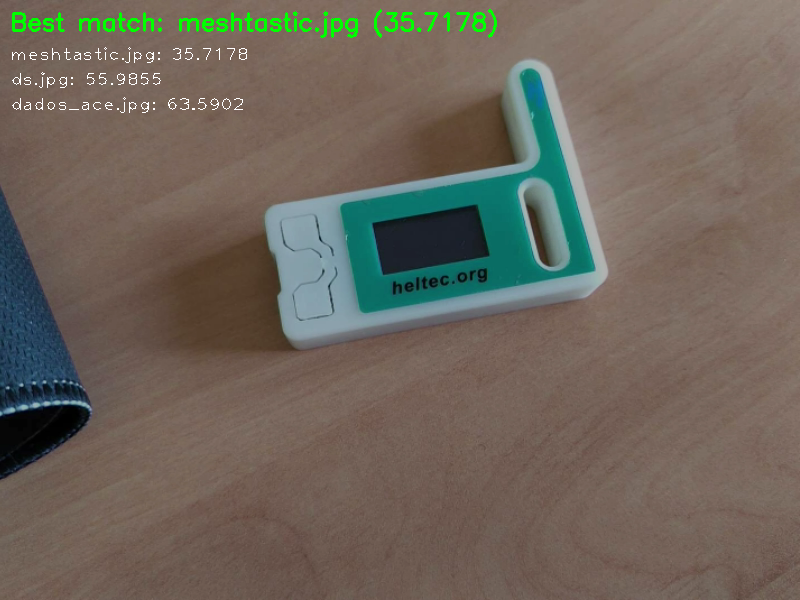 Best match: meshtastic.jpg (35.7178)
meshtastic.jpg: 35.7178
ds.jpg: 55.9855
dados_ace.jpg: 63.5902
heltec.org